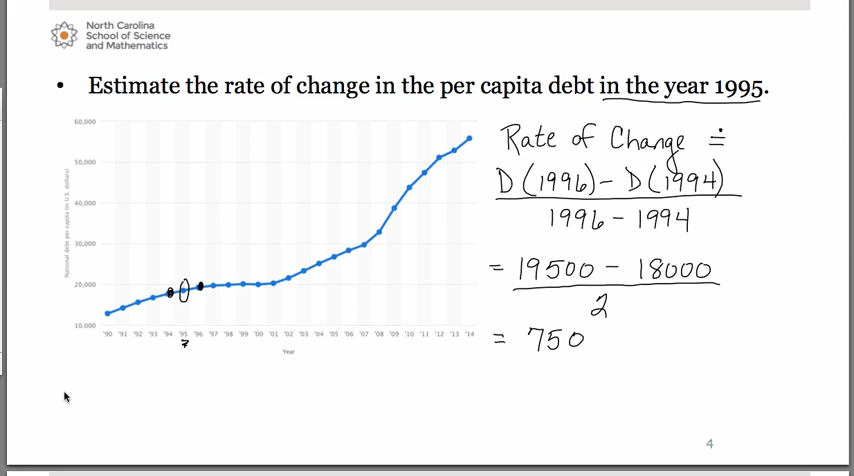 North Carolina
School of Science
and Mathematics
• Estimate the rate of change in the per capita debt in the year 1995.
60,000
50,000
40,000
30,000
20,000
10,000
National debt per capita (in U.S. dollars)
'90 '91 '92 '93 '94 '95 '96 '97 '98 '99 '00 '01 '02 '03 '04 '05 '06 '07 '08 '09 '10 '11 '12 '13 '14
Year
Rate of Change ≐
D(1996) - D(1994)
1996 - 1994
= 19500 - 18000
2
= 750
4